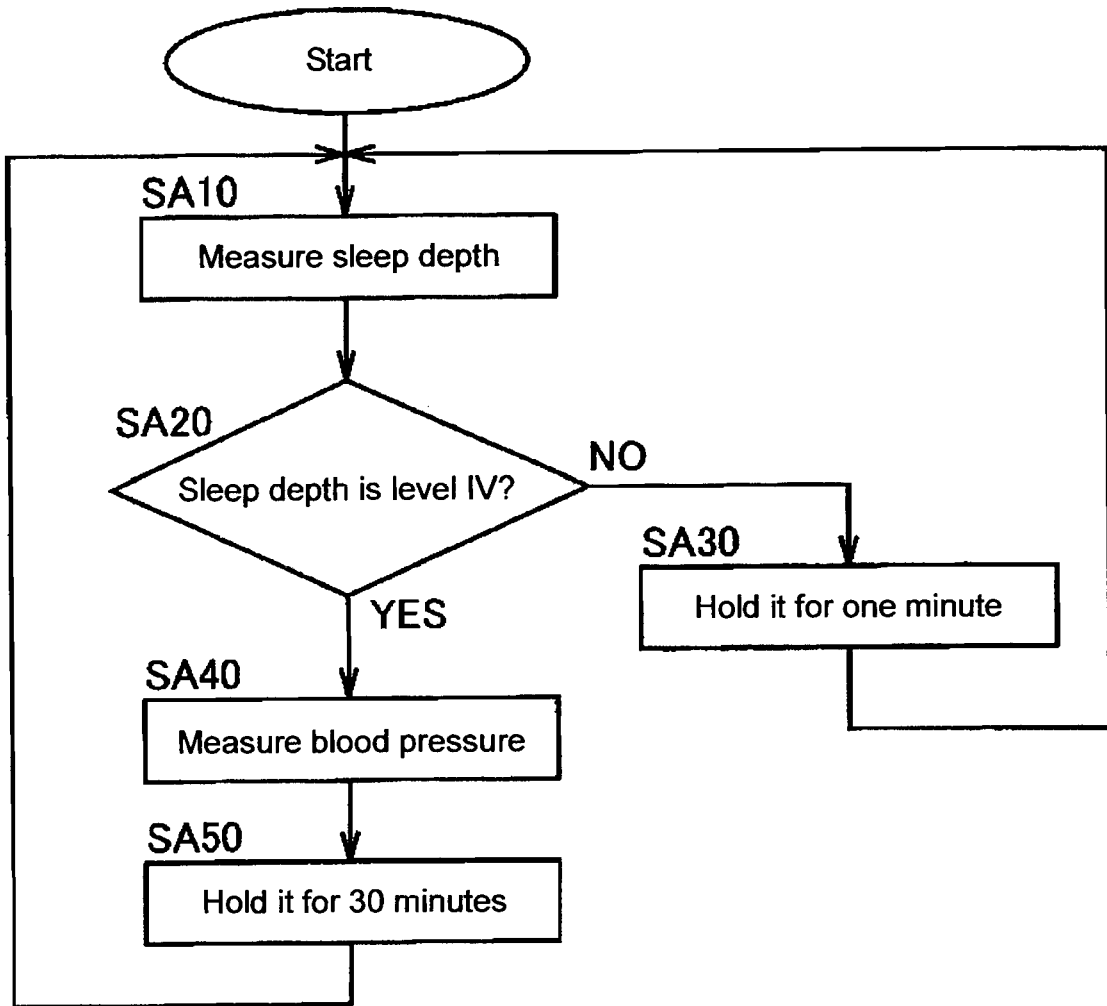 Start
SA10
Measure sleep depth
SA20
Sleep depth is level IV?
NO
SA30
Hold it for one minute
YES
SA40
Measure blood pressure
SA50
Hold it for 30 minutes